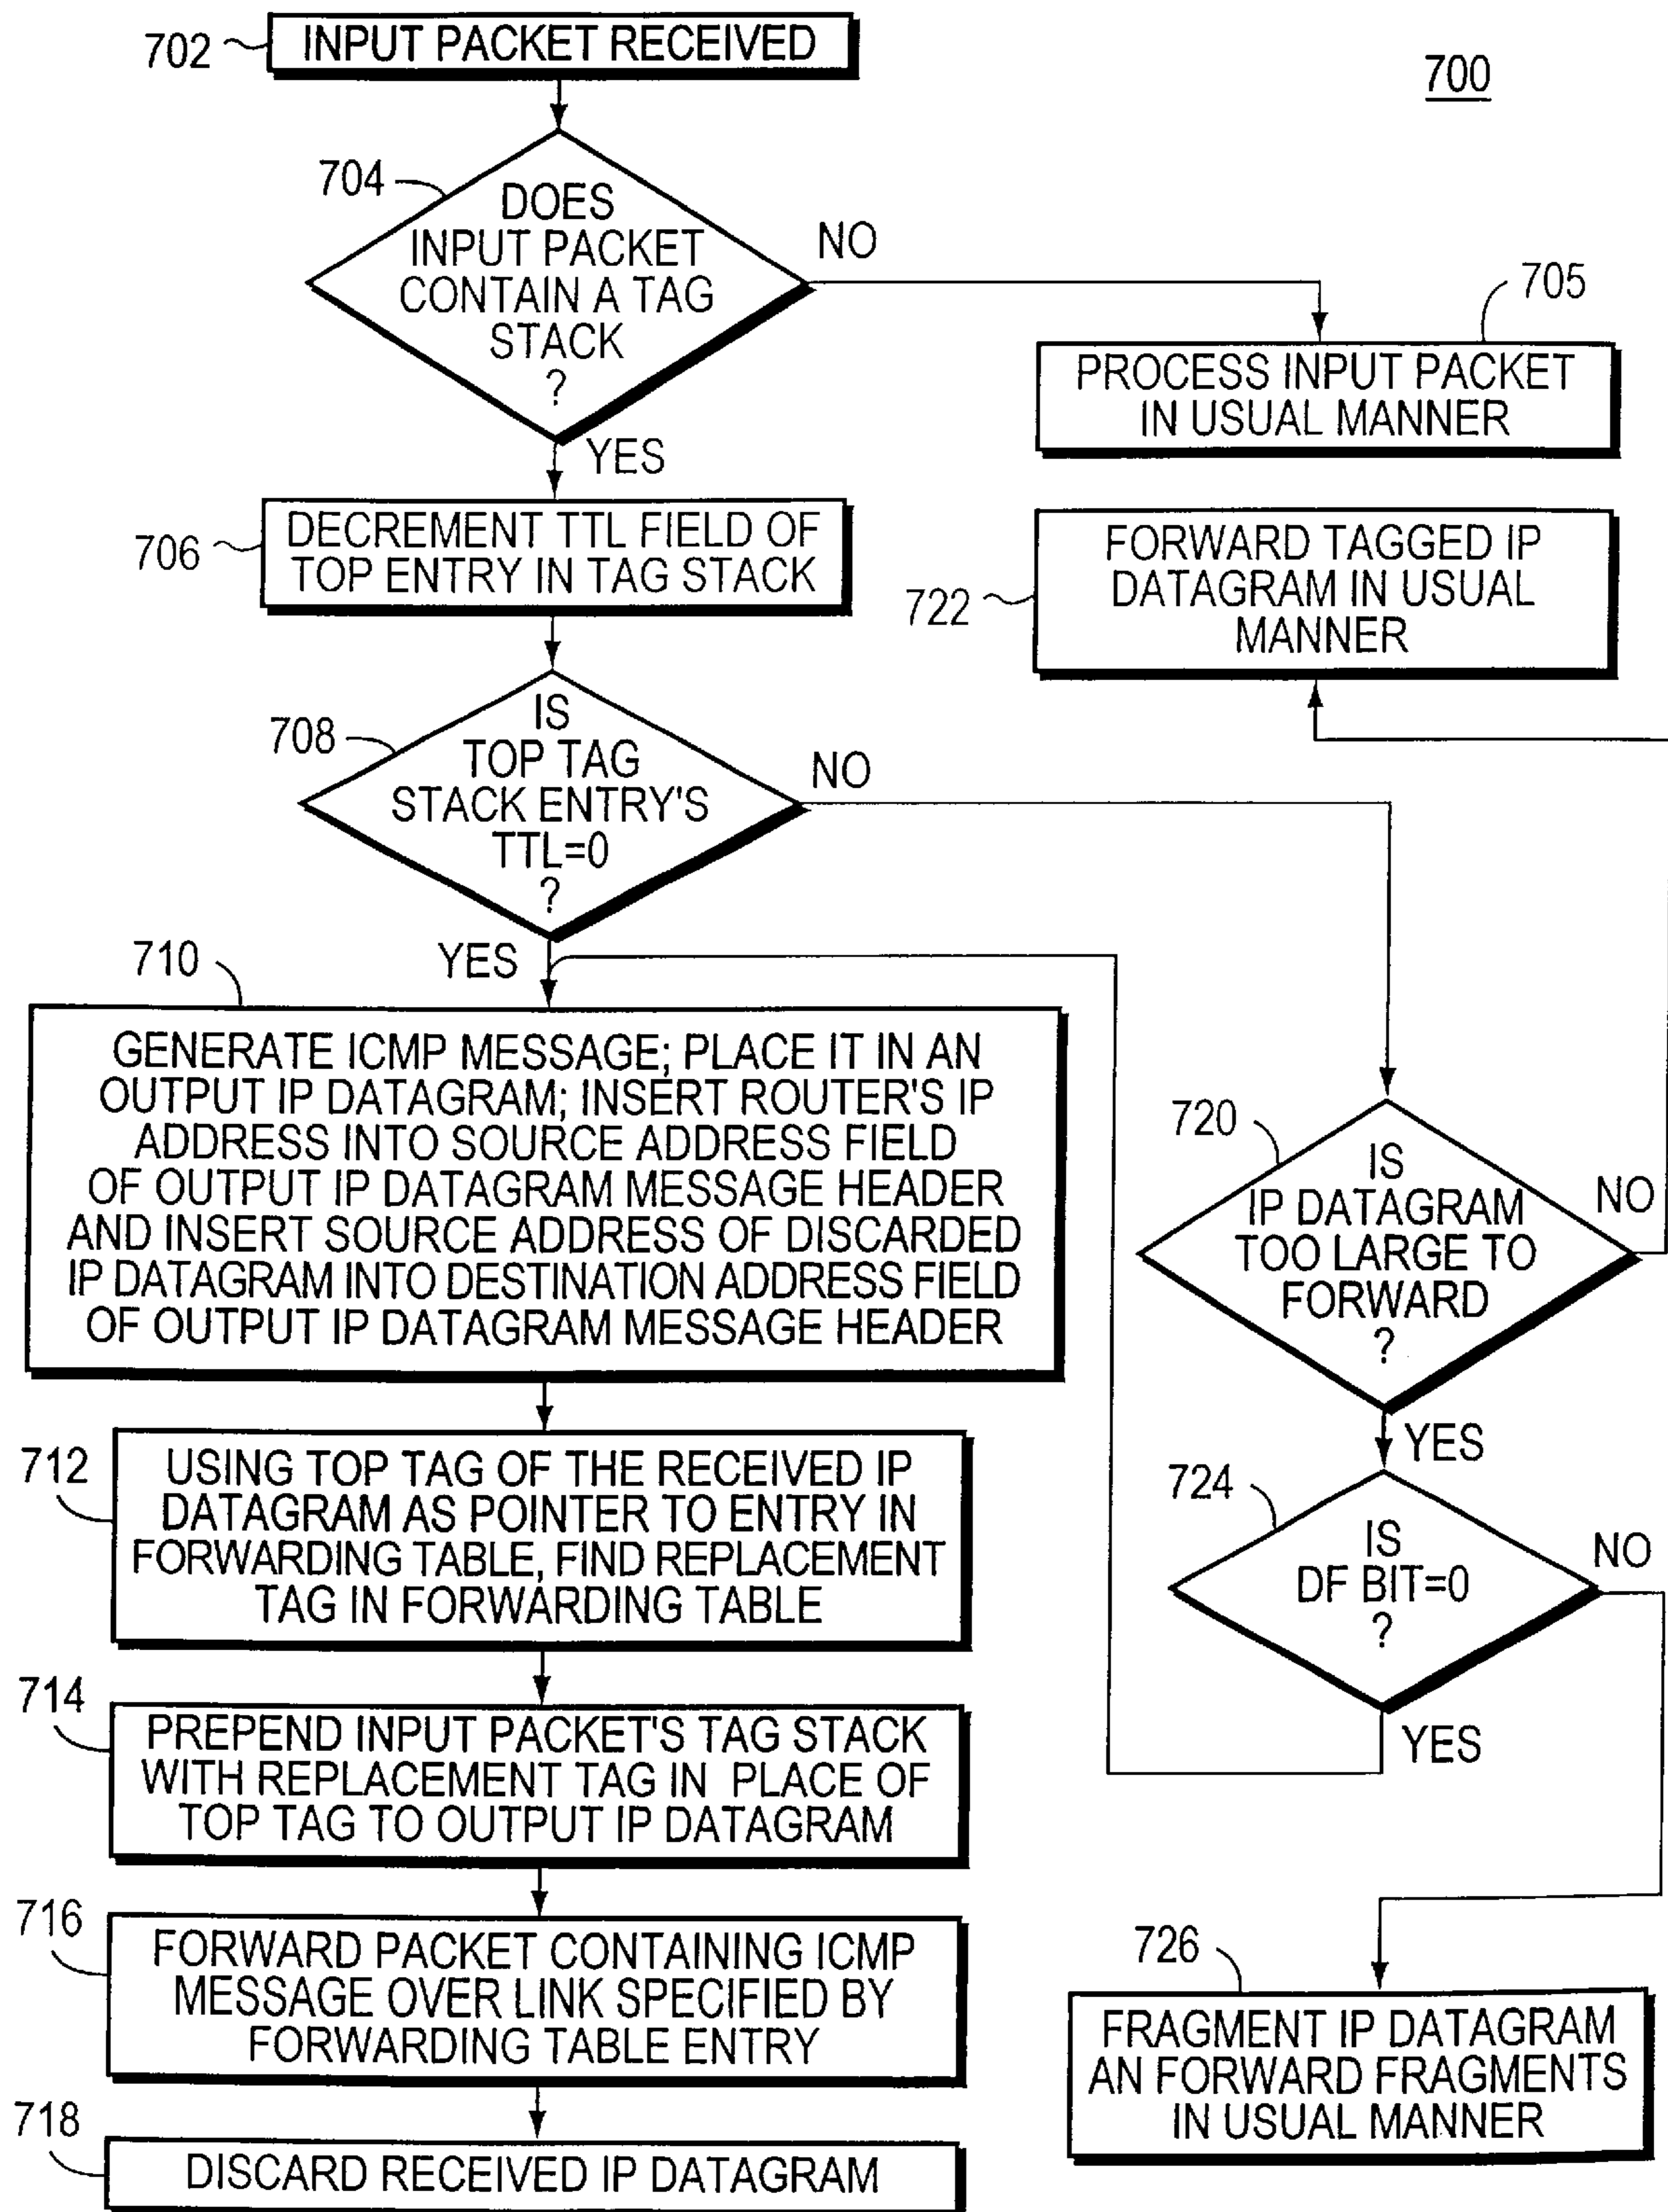 702
INPUT PACKET RECEIVED
700
704
DOES
INPUT PACKET
CONTAIN A TAG
STACK
?
NO
YES
705
PROCESS INPUT PACKET
IN USUAL MANNER
706
DECREMENT TTL FIELD OF
TOP ENTRY IN TAG STACK
722
FORWARD TAGGED IP
DATAGRAM IN USUAL
MANNER
708
IS
TOP TAG
STACK ENTRY'S
TTL=0
?
NO
YES
710
GENERATE ICMP MESSAGE; PLACE IT IN AN
OUTPUT IP DATAGRAM; INSERT ROUTER'S IP
ADDRESS INTO SOURCE ADDRESS FIELD
OF OUTPUT IP DATAGRAM MESSAGE HEADER
AND INSERT SOURCE ADDRESS OF DISCARDED
IP DATAGRAM INTO DESTINATION ADDRESS FIELD
OF OUTPUT IP DATAGRAM MESSAGE HEADER
720
IS
IP DATAGRAM
TOO LARGE TO
FORWARD
?
NO
YES
712
USING TOP TAG OF THE RECEIVED IP
DATAGRAM AS POINTER TO ENTRY IN
FORWARDING TABLE, FIND REPLACEMENT
TAG IN FORWARDING TABLE
724
IS
DF BIT=0
?
NO
YES
714
PREPEND INPUT PACKET'S TAG STACK
WITH REPLACEMENT TAG IN PLACE OF
TOP TAG TO OUTPUT IP DATAGRAM
716
FORWARD PACKET CONTAINING ICMP
MESSAGE OVER LINK SPECIFIED BY
FORWARDING TABLE ENTRY
726
FRAGMENT IP DATAGRAM
AN FORWARD FRAGMENTS
IN USUAL MANNER
718
DISCARD RECEIVED IP DATAGRAM